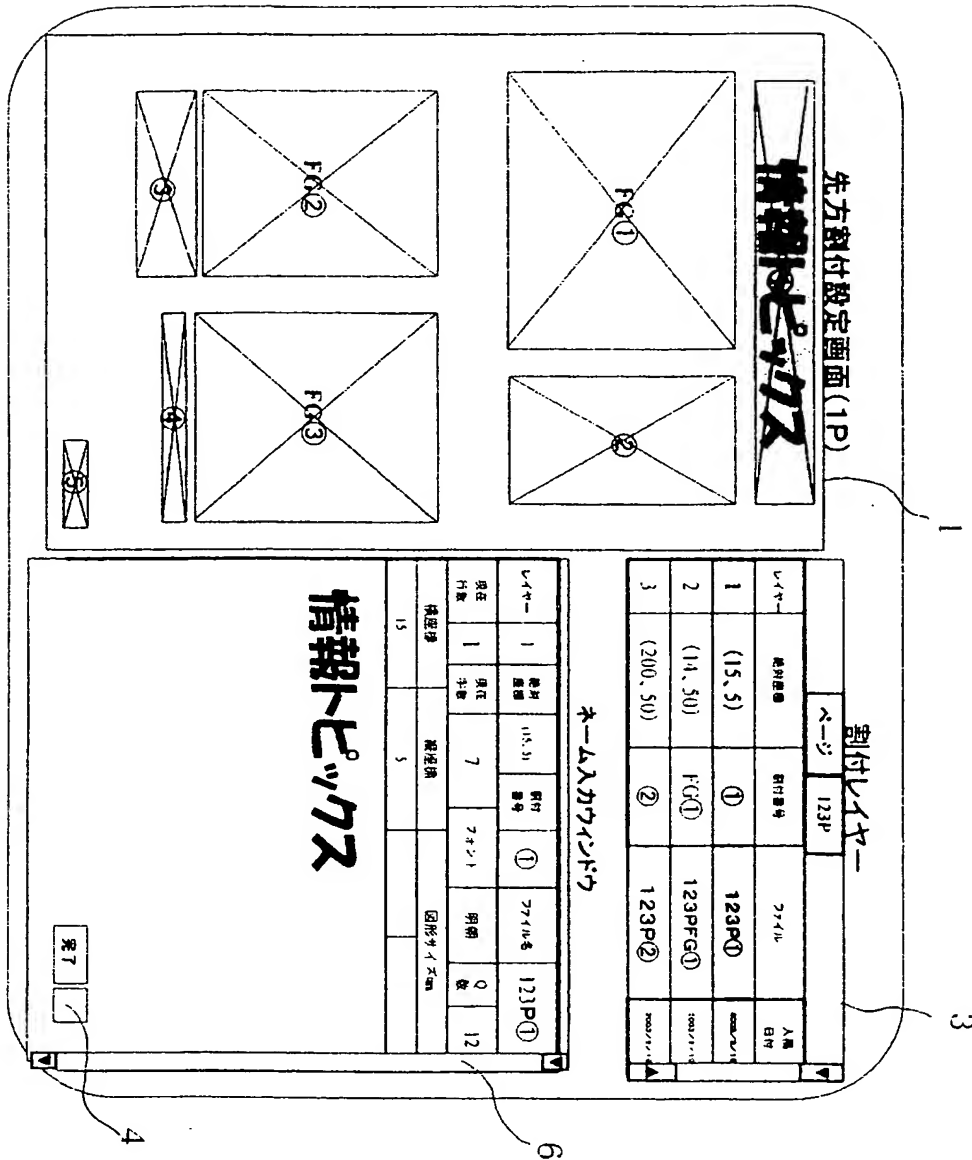 先方割付設定画面(1P)
1
情報トピックス
FG①
②
FG②
③
FG③
④
⑤
割付レイヤー
3
ページ 123P
レイヤー 絶対座標 割付番号 ファイル 入稿日付
1 (15、5) ① 123P①
2 (14、50) FG① 123PFG①
3 (200、50) ② 123P②
ネーム入力ウィンドウ
6
レイヤー 1 絶対座標 (15、5) 割付番号 ① ファイル名 123P①
現在行数 1 現在字数 7 フォント 明朝 Q数 12
横座標 縦座標 図形サイズmm
15 5
情報トピックス
完了
4